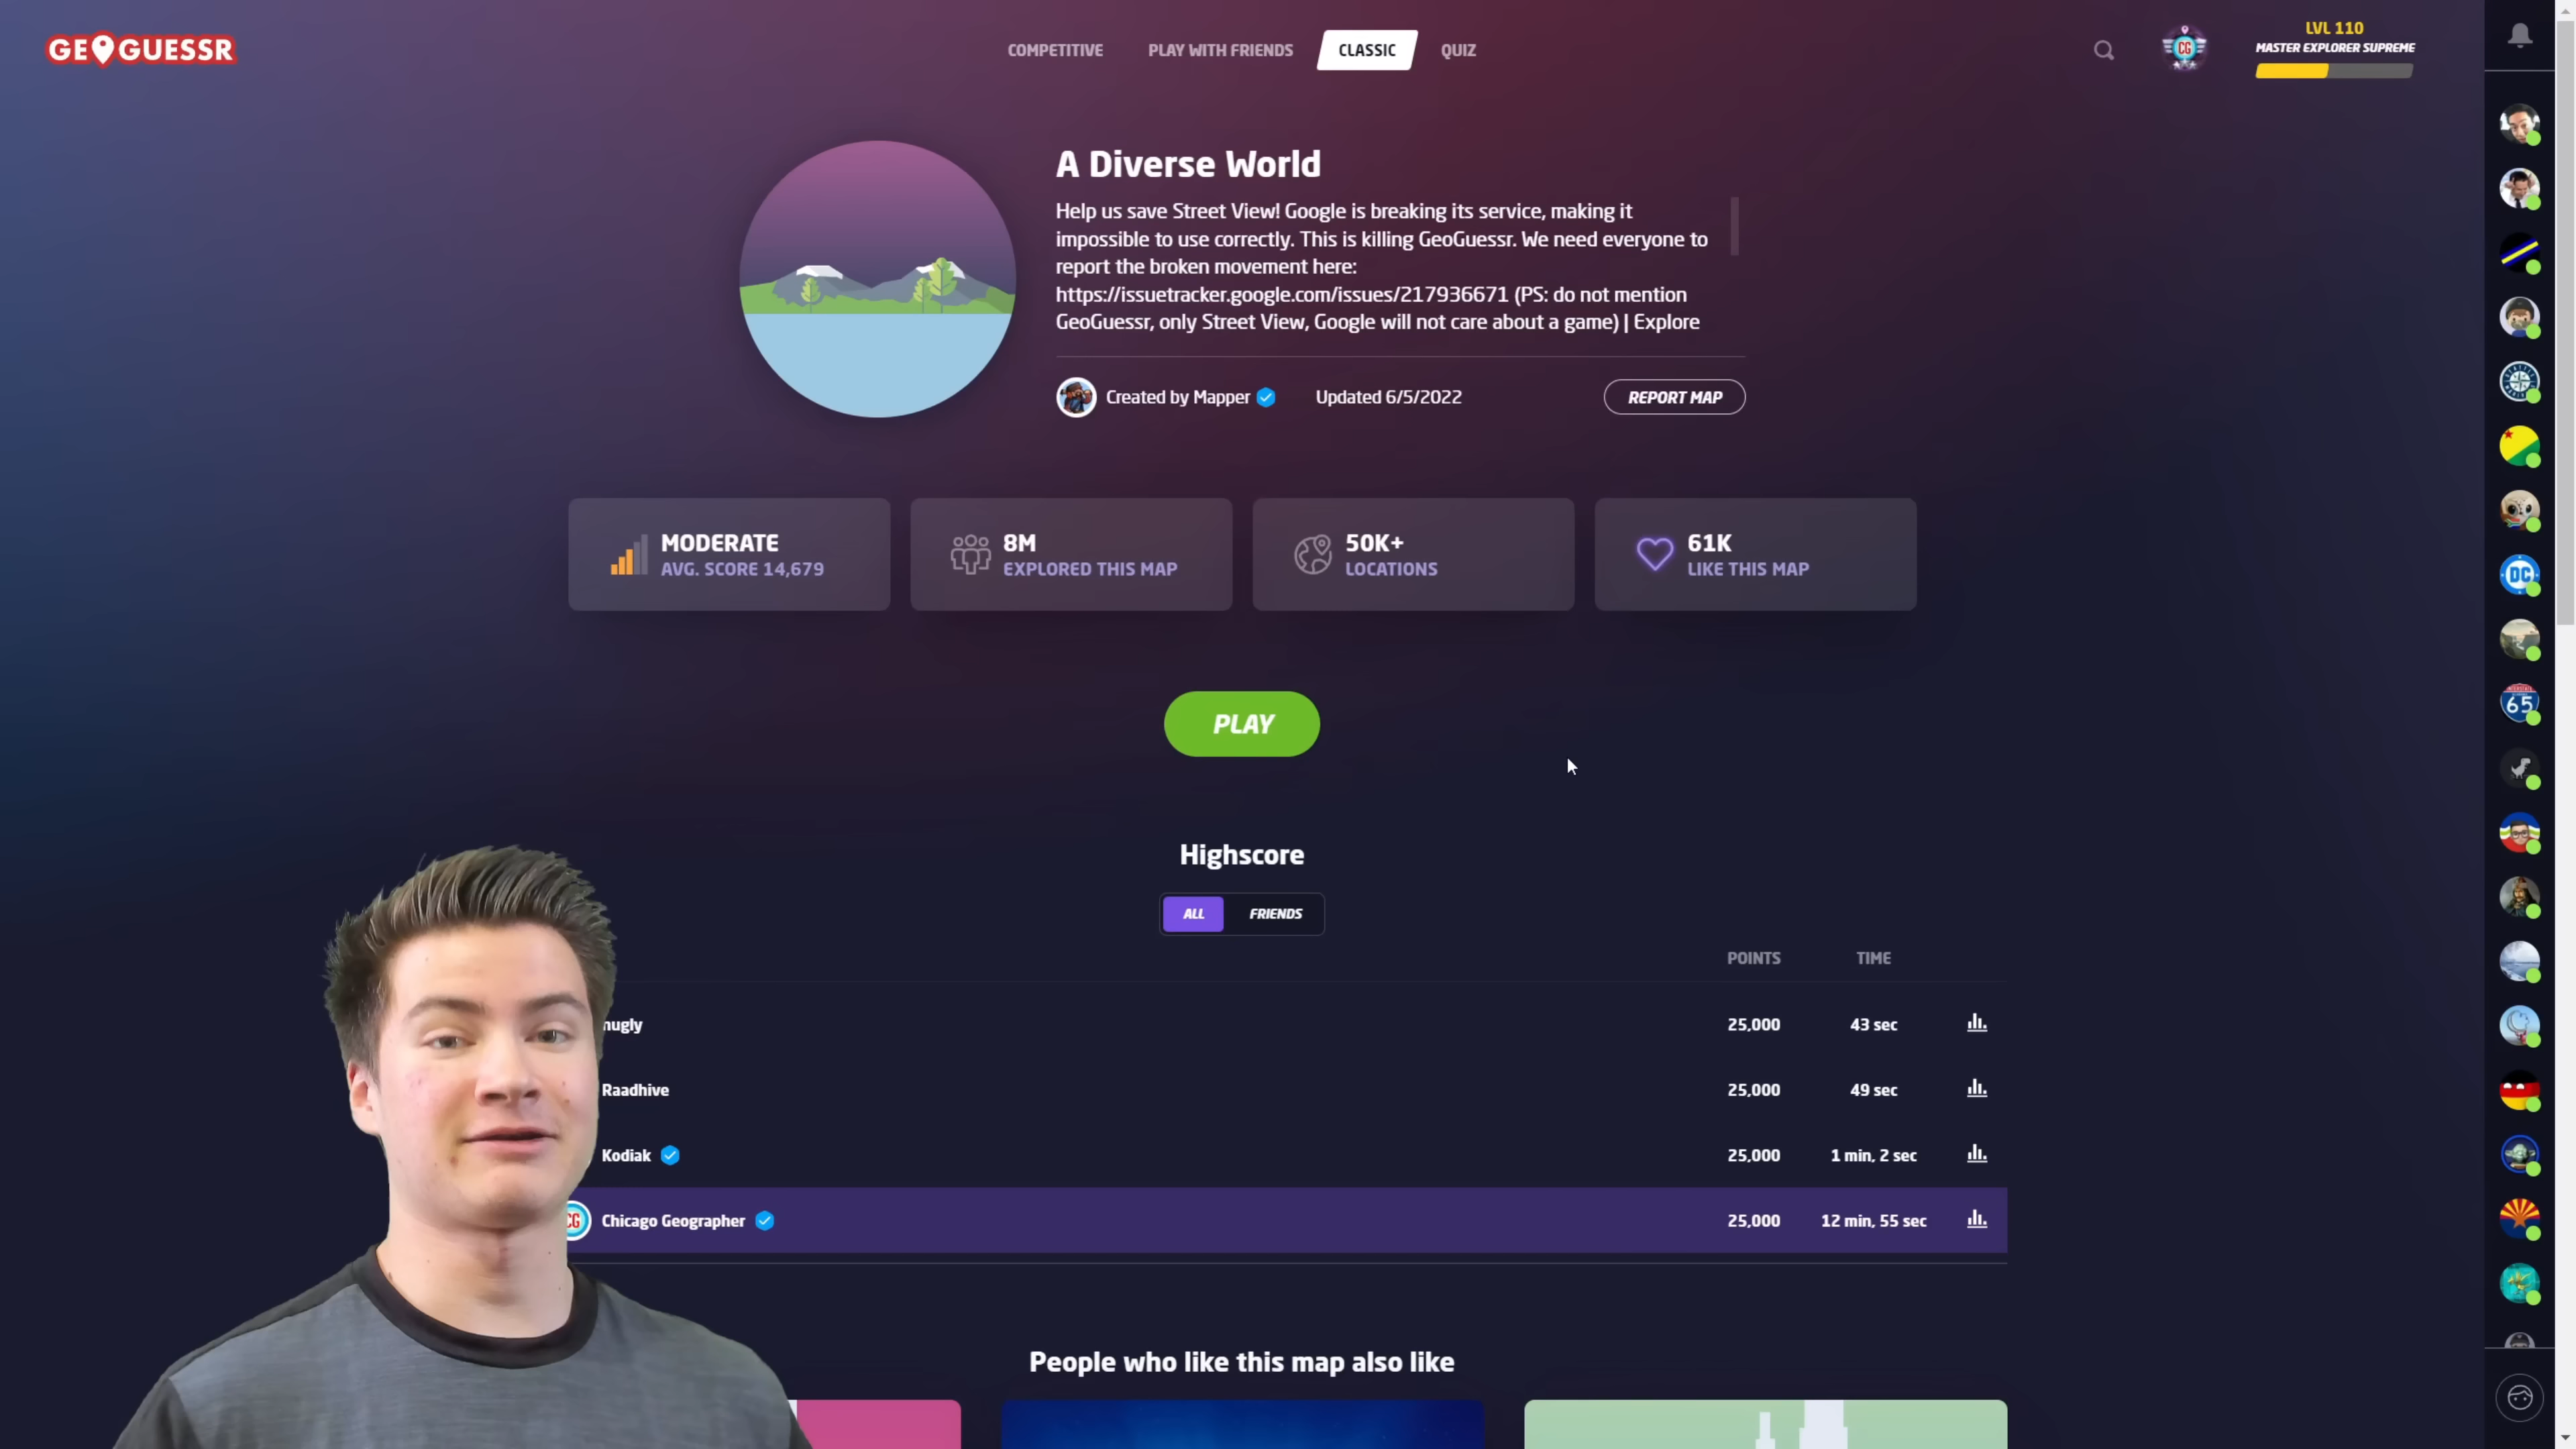 GEOGUESSR
COMPETITIVE
PLAY WITH FRIENDS
CLASSIC
QUIZ
CG
LVL 110
MASTER EXPLORER SUPREME
A Diverse World
Help us save Street View! Google is breaking its service, making it
impossible to use correctly. This is killing GeoGuessr. We need everyone to
report the broken movement here:
https://issuetracker.google.com/issues/217936671 (PS: do not mention
GeoGuessr, only Street View, Google will not care about a game) | Explore
Created by Mapper
Updated 6/5/2022
REPORT MAP
MODERATE
AVG. SCORE 14,679
8M
EXPLORED THIS MAP
50K+
LOCATIONS
61K
LIKE THIS MAP
DC
65
PLAY
Highscore
ALL
FRIENDS
POINTS
TIME
nugly
25,000
43 sec
Raadhive
25,000
49 sec
Kodiak
25,000
1 min, 2 sec
CG
Chicago Geographer
25,000
12 min, 55 sec
People who like this map also like